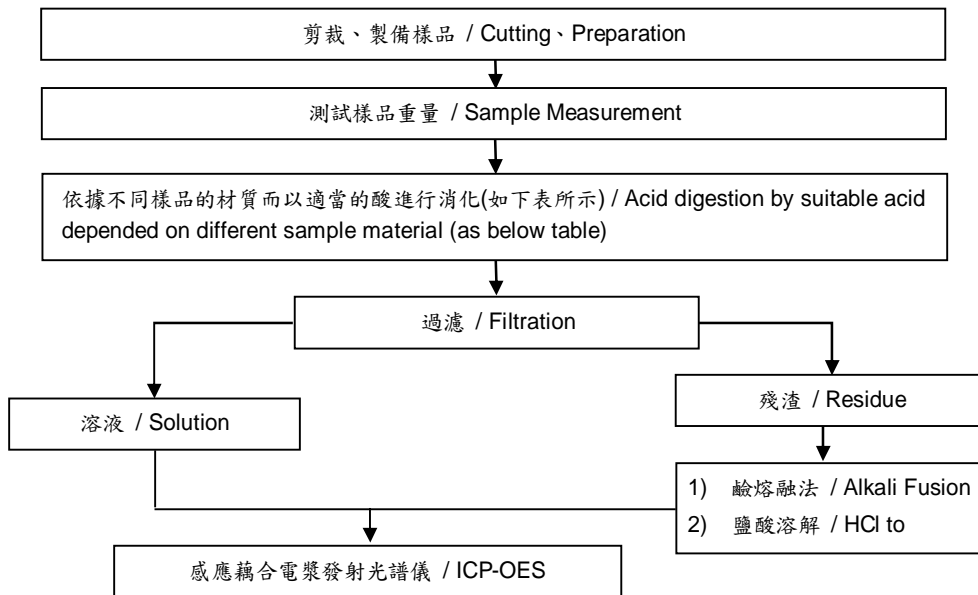 剪裁、製備樣品 / Cutting、Preparation
測試樣品重量 / Sample Measurement
依據不同樣品的材質而以適當的酸進行消化(如下表所示) / Acid digestion by suitable acid
depended on different sample material (as below table)
過濾 / Filtration
溶液 / Solution
殘渣 / Residue
1) 鹼熔融法 / Alkali Fusion
2) 鹽酸溶解 / HCl to
感應藕合電漿發射光譜儀 / ICP-OES